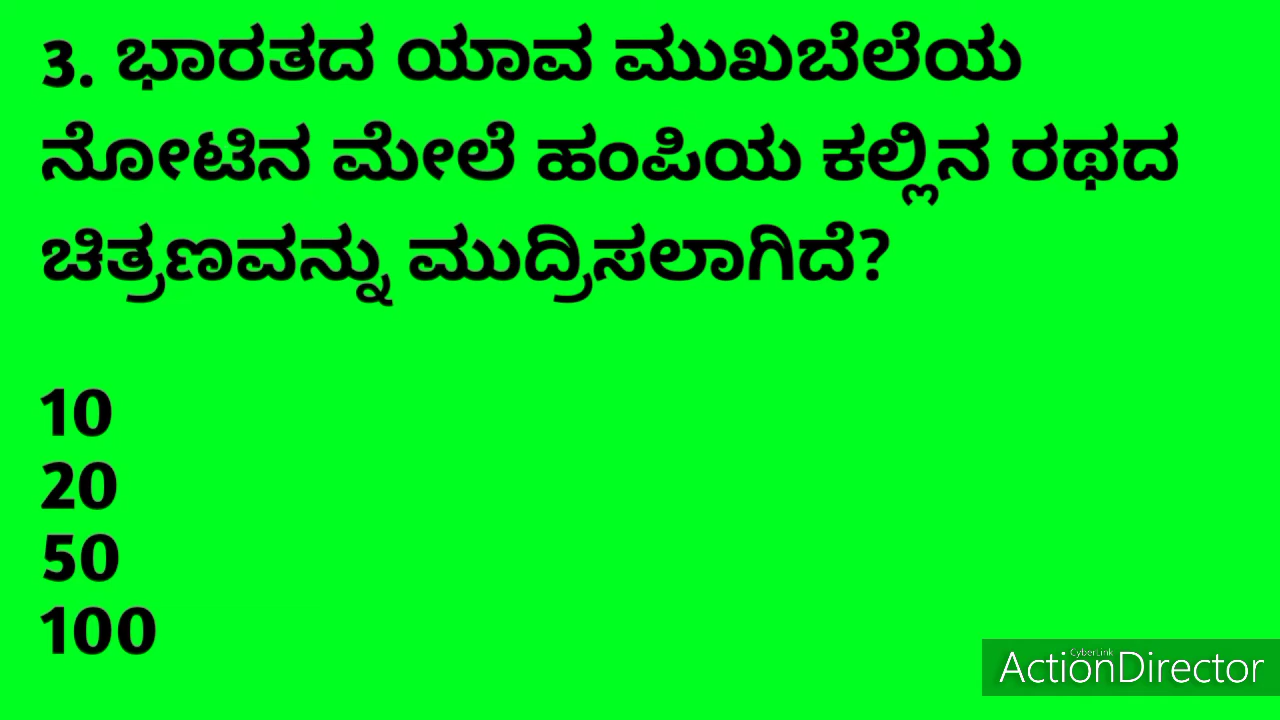 3. ಭಾರತದ ಯಾವ ಮುಖಬೆಲೆಯ
ನೋಟಿನ ಮೇಲೆ ಹಂಪಿಯ ಕಲ್ಲಿನ ರಥದ
ಚಿತ್ರಣವನ್ನು ಮುದ್ರಿಸಲಾಗಿದೆ?
10
20
50
100
CyberLink
ActionDirector